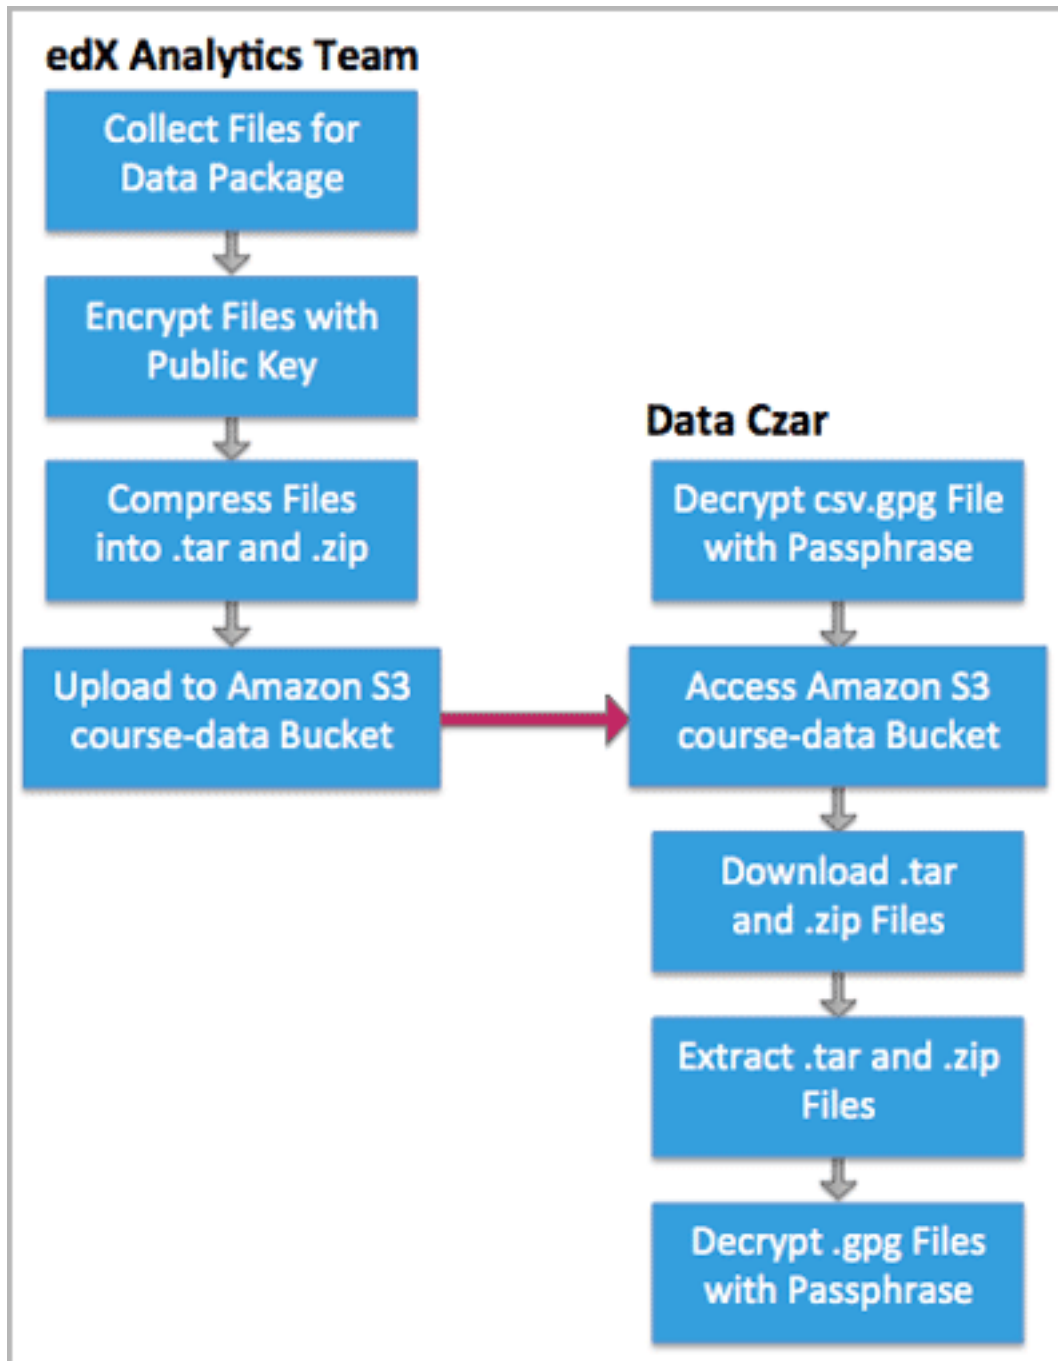 edX Analytics Team
Collect Files for
Data Package
Encrypt Files with
Public Key
Compress Files
into .tar and .zip
Upload to Amazon S3
course-data Bucket
Data Czar
Decrypt csv.gpg File
with Passphrase
Access Amazon S3
course-data Bucket
Download .tar
and .zip Files
Extract .tar and .zip
Files
Decrypt .gpg Files
with Passphrase